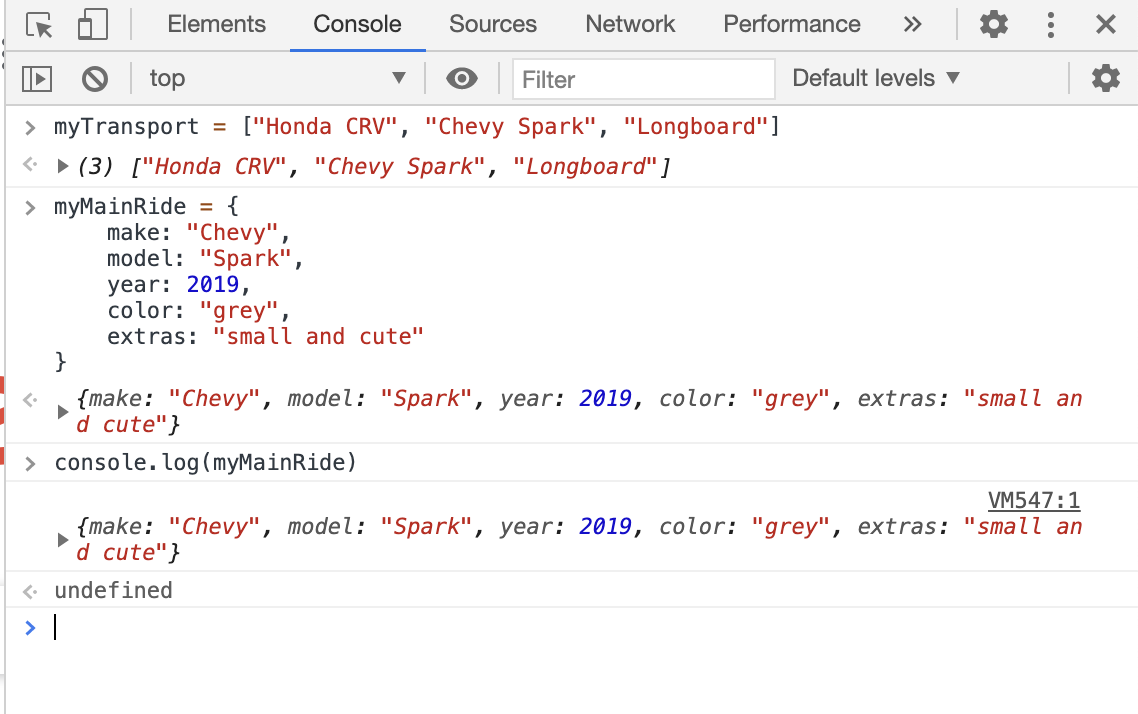 Elements Console Sources Network Performance »
top Filter Default levels
> myTransport = ["Honda CRV", "Chevy Spark", "Longboard"]
(3) ["Honda CRV", "Chevy Spark", "Longboard"]
> myMainRide = {
make: "Chevy",
model: "Spark",
year: 2019,
color: "grey",
extras: "small and cute"
}
{make: "Chevy", model: "Spark", year: 2019, color: "grey", extras: "small an
d cute"}
> console.log(myMainRide)
VM547:1
{make: "Chevy", model: "Spark", year: 2019, color: "grey", extras: "small an
d cute"}
undefined
>